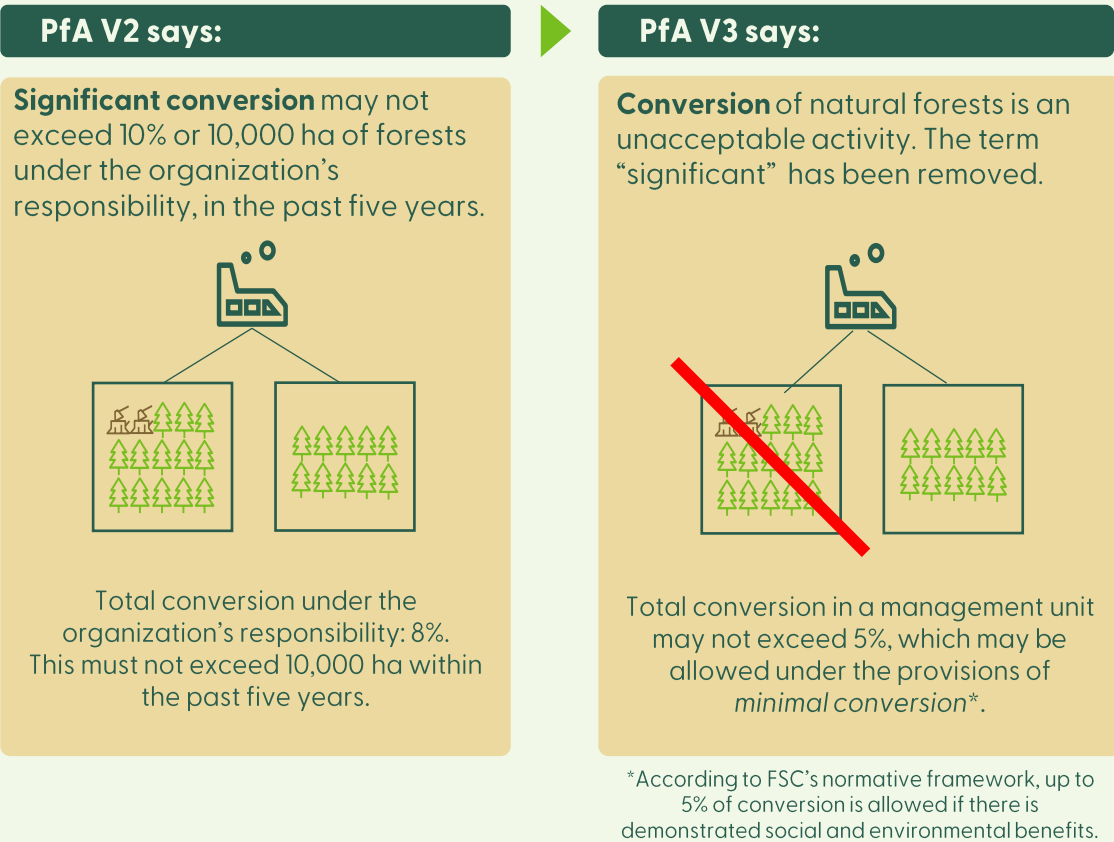 PfA V2 says:
Significant conversion may not
exceed 10% or 10,000 ha of forests
under the organization’s
responsibility, in the past five years.
Total conversion under the
organization’s responsibility: 8%.
This must not exceed 10,000 ha within
the past five years.
PfA V3 says:
Conversion of natural forests is an
unacceptable activity. The term
“significant” has been removed.
Total conversion in a management unit
may not exceed 5%, which may be
allowed under the provisions of
minimal conversion*.
*According to FSC’s normative framework, up to
5% of conversion is allowed if there is
demonstrated social and environmental benefits.